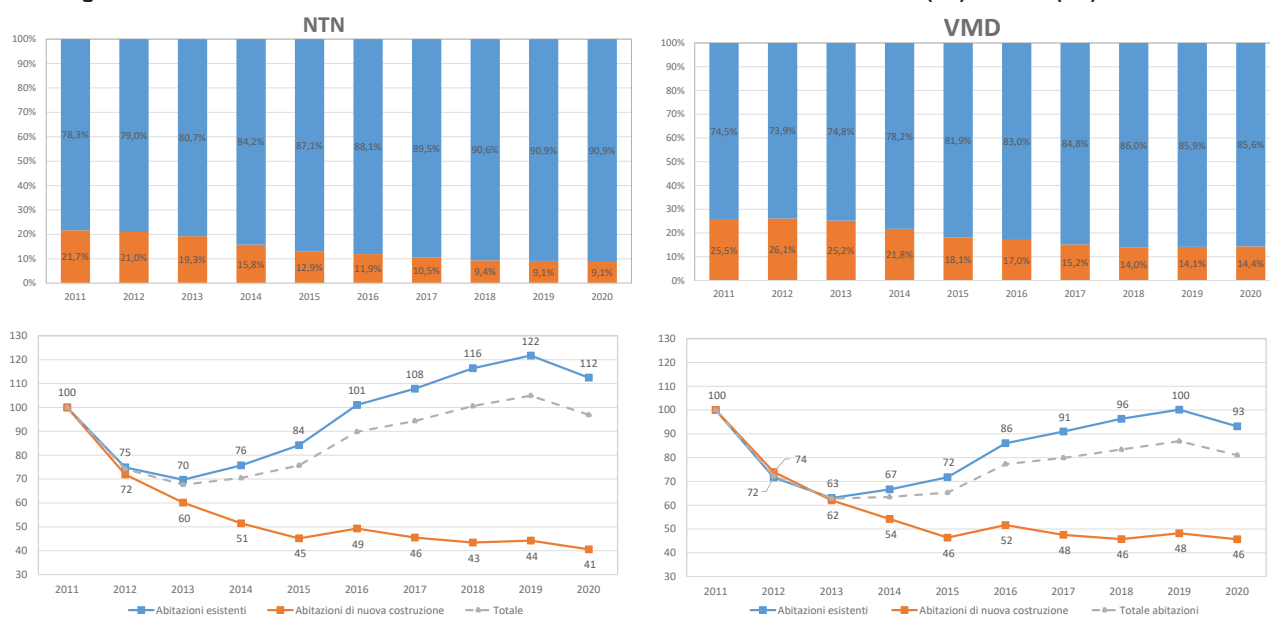 NTN
100%
90%
80%
70%
60%
50%
40%
30%
20%
10%
0%
78,3% 79,0% 80,7% 84,2% 87,1% 88,1% 89,5% 90,6% 90,9% 90,9%
21,7% 21,0% 19,3% 15,8% 12,9% 11,9% 10,5% 9,4% 9,1% 9,1%
2011 2012 2013 2014 2015 2016 2017 2018 2019 2020
VMD
100%
90%
80%
70%
60%
50%
40%
30%
20%
10%
0%
74,5% 73,9% 74,8% 78,2% 81,9% 83,0% 84,8% 86,0% 85,9% 85,6%
25,5% 26,1% 25,2% 21,8% 18,1% 17,0% 15,2% 14,0% 14,1% 14,4%
2011 2012 2013 2014 2015 2016 2017 2018 2019 2020
130
120
110
100
90
80
70
60
50
40
30
100 75 70 76 84 101 108 116 122 112
72 60 51 45 49 46 43 44 41
2011 2012 2013 2014 2015 2016 2017 2018 2019 2020
Abitazioni esistenti Abitazioni di nuova costruzione Totale
130
120
110
100
90
80
70
60
50
40
30
100 72 63 67 72 86 91 96 100 93
74 62 54 46 52 48 46 48 46
2011 2012 2013 2014 2015 2016 2017 2018 2019 2020
Abitazioni esistenti Abitazioni di nuova costruzione Totale abitazioni